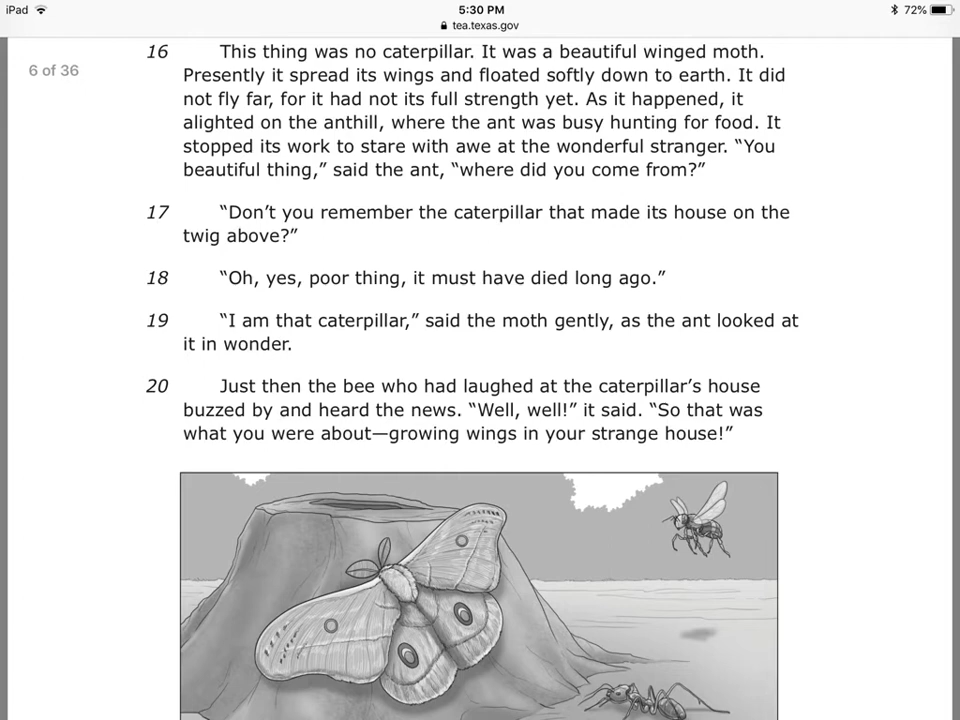 iPad 5:30 PM 72%
tea.texas.gov
6 of 36
16 This thing was no caterpillar. It was a beautiful winged moth.
Presently it spread its wings and floated softly down to earth. It did
not fly far, for it had not its full strength yet. As it happened, it
alighted on the anthill, where the ant was busy hunting for food. It
stopped its work to stare with awe at the wonderful stranger. “You
beautiful thing,” said the ant, “where did you come from?”
17 “Don’t you remember the caterpillar that made its house on the
twig above?”
18 “Oh, yes, poor thing, it must have died long ago.”
19 “I am that caterpillar,” said the moth gently, as the ant looked at
it in wonder.
20 Just then the bee who had laughed at the caterpillar’s house
buzzed by and heard the news. “Well, well!” it said. “So that was
what you were about—growing wings in your strange house!”